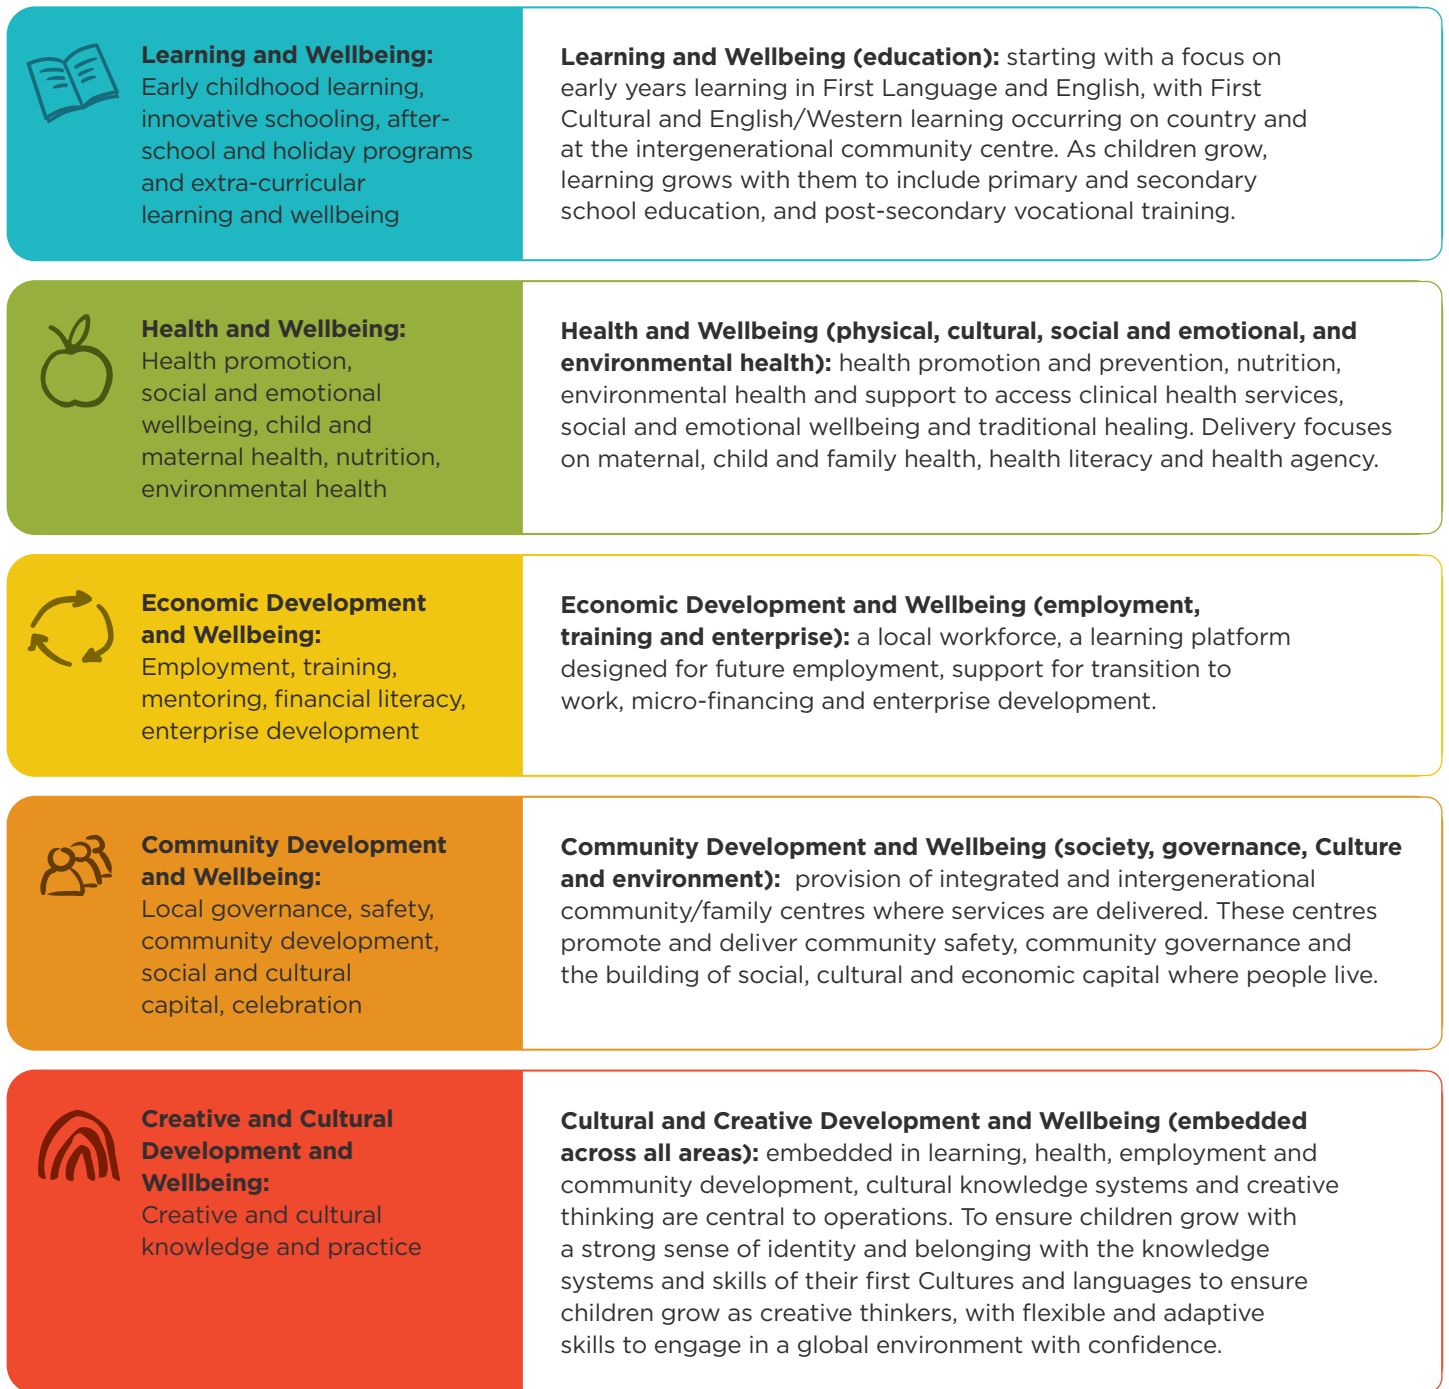 Learning and Wellbeing:
Early childhood learning,
innovative schooling, after-
school and holiday programs
and extra-curricular
learning and wellbeing
Learning and Wellbeing (education): starting with a focus on
early years learning in First Language and English, with First
Cultural and English/Western learning occurring on country and
at the intergenerational community centre. As children grow,
learning grows with them to include primary and secondary
school education, and post-secondary vocational training.
Health and Wellbeing:
Health promotion,
social and emotional
wellbeing, child and
maternal health, nutrition,
environmental health
Health and Wellbeing (physical, cultural, social and emotional, and
environmental health): health promotion and prevention, nutrition,
environmental health and support to access clinical health services,
social and emotional wellbeing and traditional healing. Delivery focuses
on maternal, child and family health, health literacy and health agency.
Economic Development
and Wellbeing:
Employment, training,
mentoring, financial literacy,
enterprise development
Economic Development and Wellbeing (employment,
training and enterprise): a local workforce, a learning platform
designed for future employment, support for transition to
work, micro-financing and enterprise development.
Community Development
and Wellbeing:
Local governance, safety,
community development,
social and cultural
capital, celebration
Community Development and Wellbeing (society, governance, Culture
and environment):  provision of integrated and intergenerational
community/family centres where services are delivered. These centres
promote and deliver community safety, community governance and
the building of social, cultural and economic capital where people live.
Creative and Cultural
Development and
Wellbeing:
Creative and cultural
knowledge and practice
Cultural and Creative Development and Wellbeing (embedded
across all areas): embedded in learning, health, employment and
community development, cultural knowledge systems and creative
thinking are central to operations. To ensure children grow with
a strong sense of identity and belonging with the knowledge
systems and skills of their first Cultures and languages to ensure
children grow as creative thinkers, with flexible and adaptive
skills to engage in a global environment with confidence.